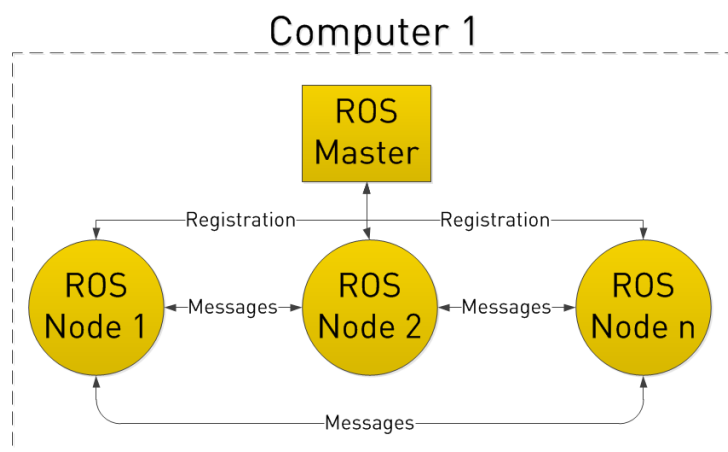 Computer 1
ROS
Master
Registration
Registration
ROS
Node 1
Messages
ROS
Node 2
Messages
ROS
Node n
Messages